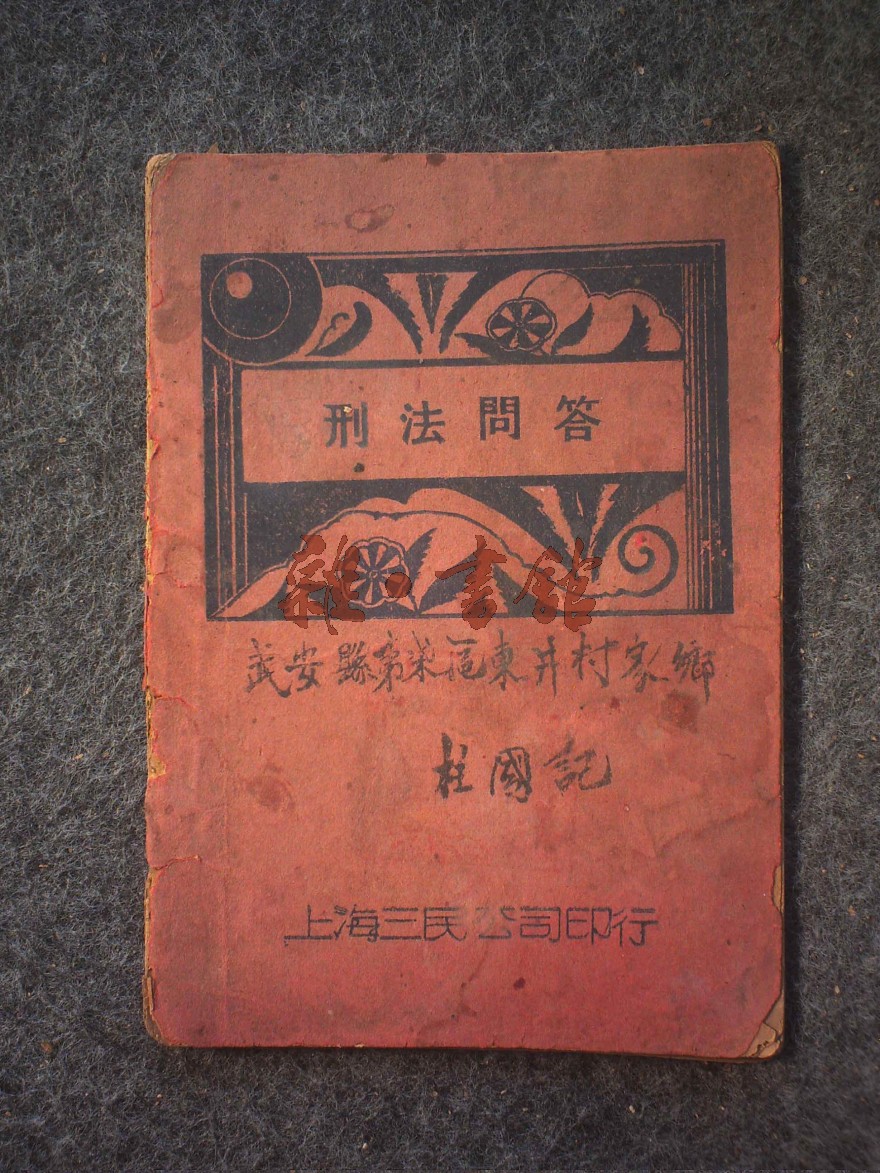 刑法問答
雜·書館
武安縣第柒區東井村家鄉
柱國記
上海三民公司印行